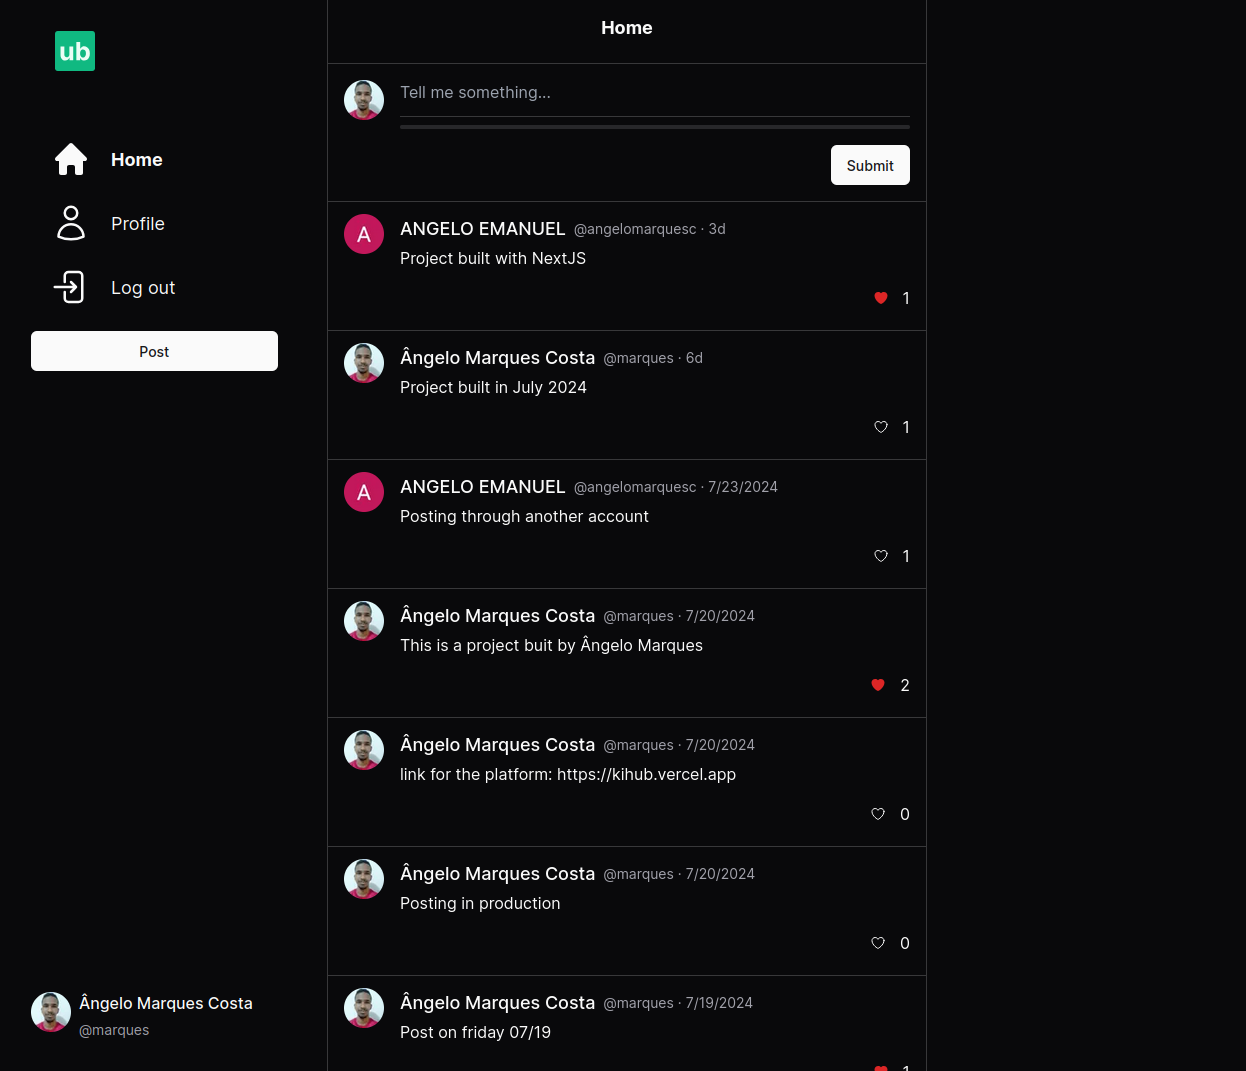 ub
Home
Profile
Log out
Post
Ângelo Marques Costa
@marques
Home
Tell me something...
Submit
A
ANGELO EMANUEL @angelomarquesc · 3d
Project built with NextJS
1
Ângelo Marques Costa @marques · 6d
Project built in July 2024
1
A
ANGELO EMANUEL @angelomarquesc · 7/23/2024
Posting through another account
1
Ângelo Marques Costa @marques · 7/20/2024
This is a project buit by Ângelo Marques
2
Ângelo Marques Costa @marques · 7/20/2024
link for the platform: https://kihub.vercel.app
0
Ângelo Marques Costa @marques · 7/20/2024
Posting in production
0
Ângelo Marques Costa @marques · 7/19/2024
Post on friday 07/19
1